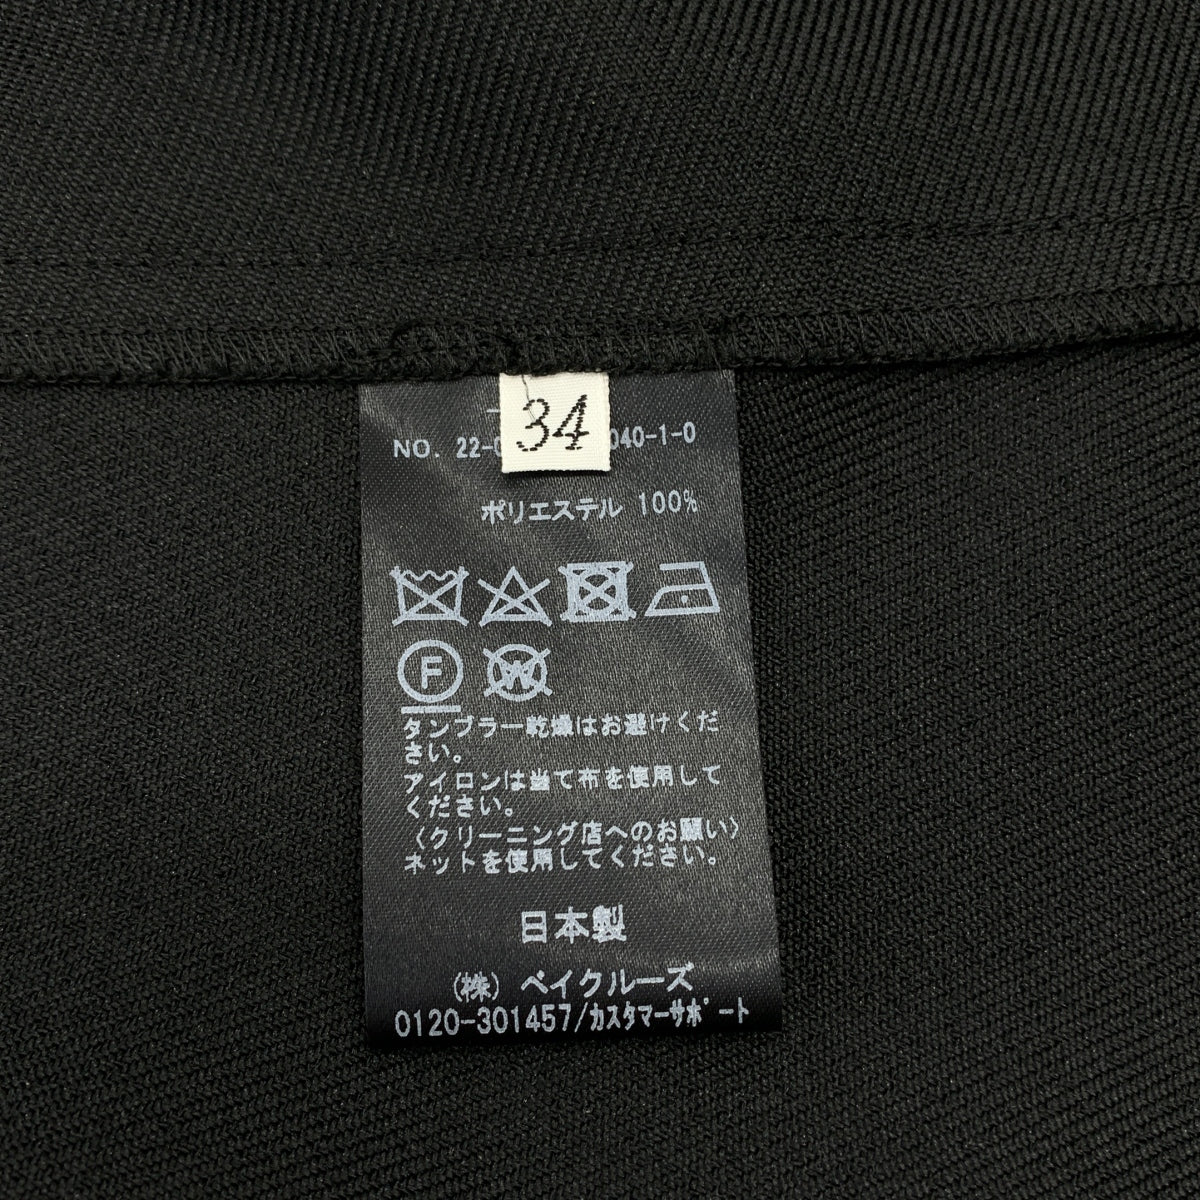 34
NO. 22-0 040-1-0
ポリエステル 100%
F W
タンブラー乾燥はお避けくだ
さい。
アイロンは当て布を使用して
ください。
〈クリーニング店へのお願い〉
ネットを使用してください。
日本製
(株) ベイクルーズ
0120-301457/カスタマーサポート